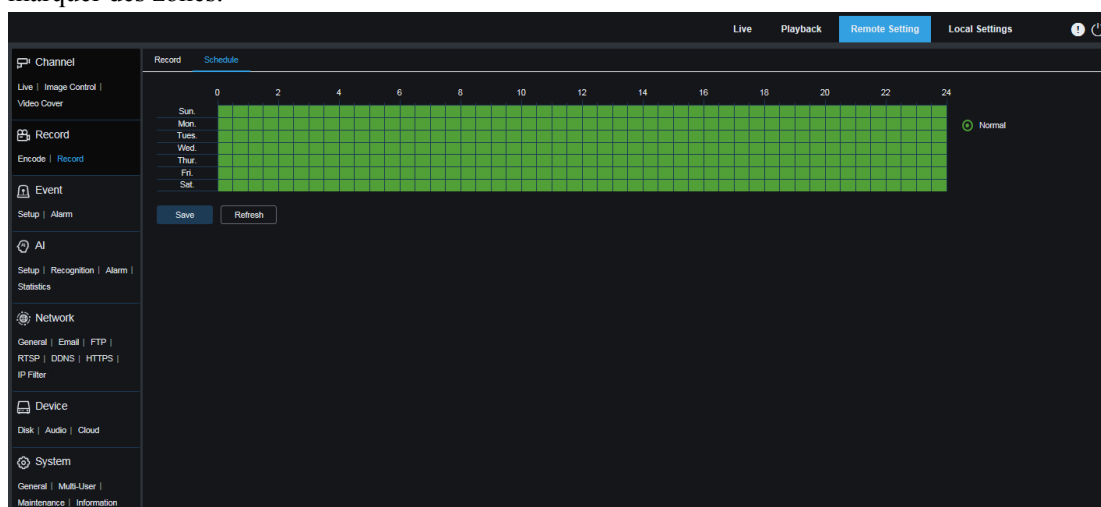 marquer des zones.
Live Playback Remote Setting Local Settings
Channel
Live | Image Control |
Video Cover
Record
Encode | Record
Event
Setup | Alarm
AI
Setup | Recognition | Alarm |
Statistics
Network
General | Email | FTP |
RTSP | DDNS | HTTPS |
IP Filter
Device
Disk | Audio | Cloud
System
General | Multi-User |
Maintenance | Information
Record Schedule
0 2 4 6 8 10 12 14 16 18 20 22 24
Sun.
Mon.
Tues.
Wed.
Thur.
Fri.
Sat.
Normal
Save Refresh